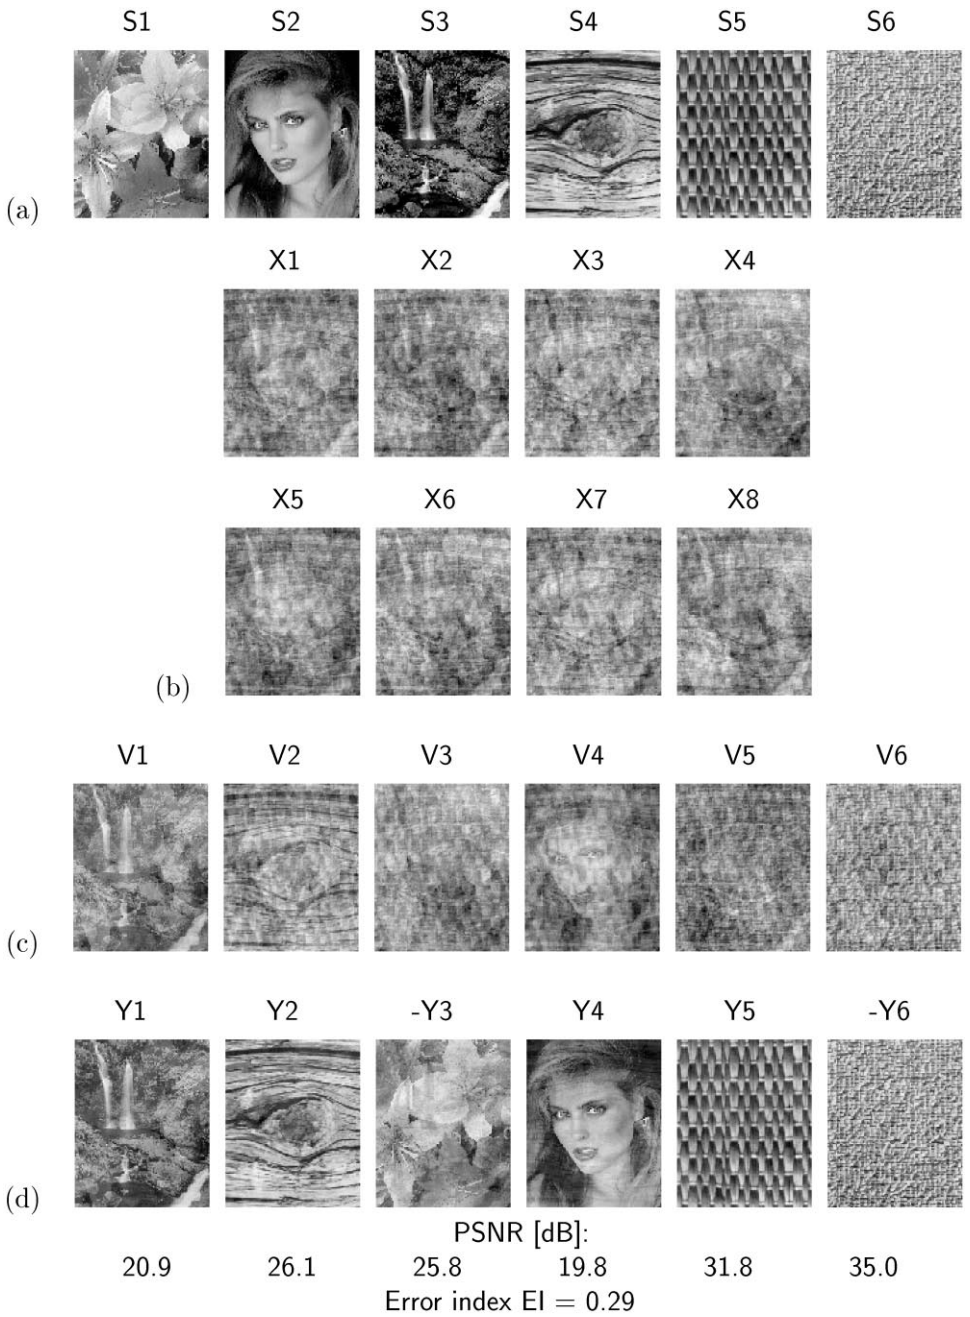 S1 S2 S3 S4 S5 S6
(a)
X1 X2 X3 X4
X5 X6 X7 X8
(b)
V1 V2 V3 V4 V5 V6
(c)
Y1 Y2 -Y3 Y4 Y5 -Y6
(d)
PSNR [dB]:
20.9 26.1 25.8 19.8 31.8 35.0
Error index EI = 0.29